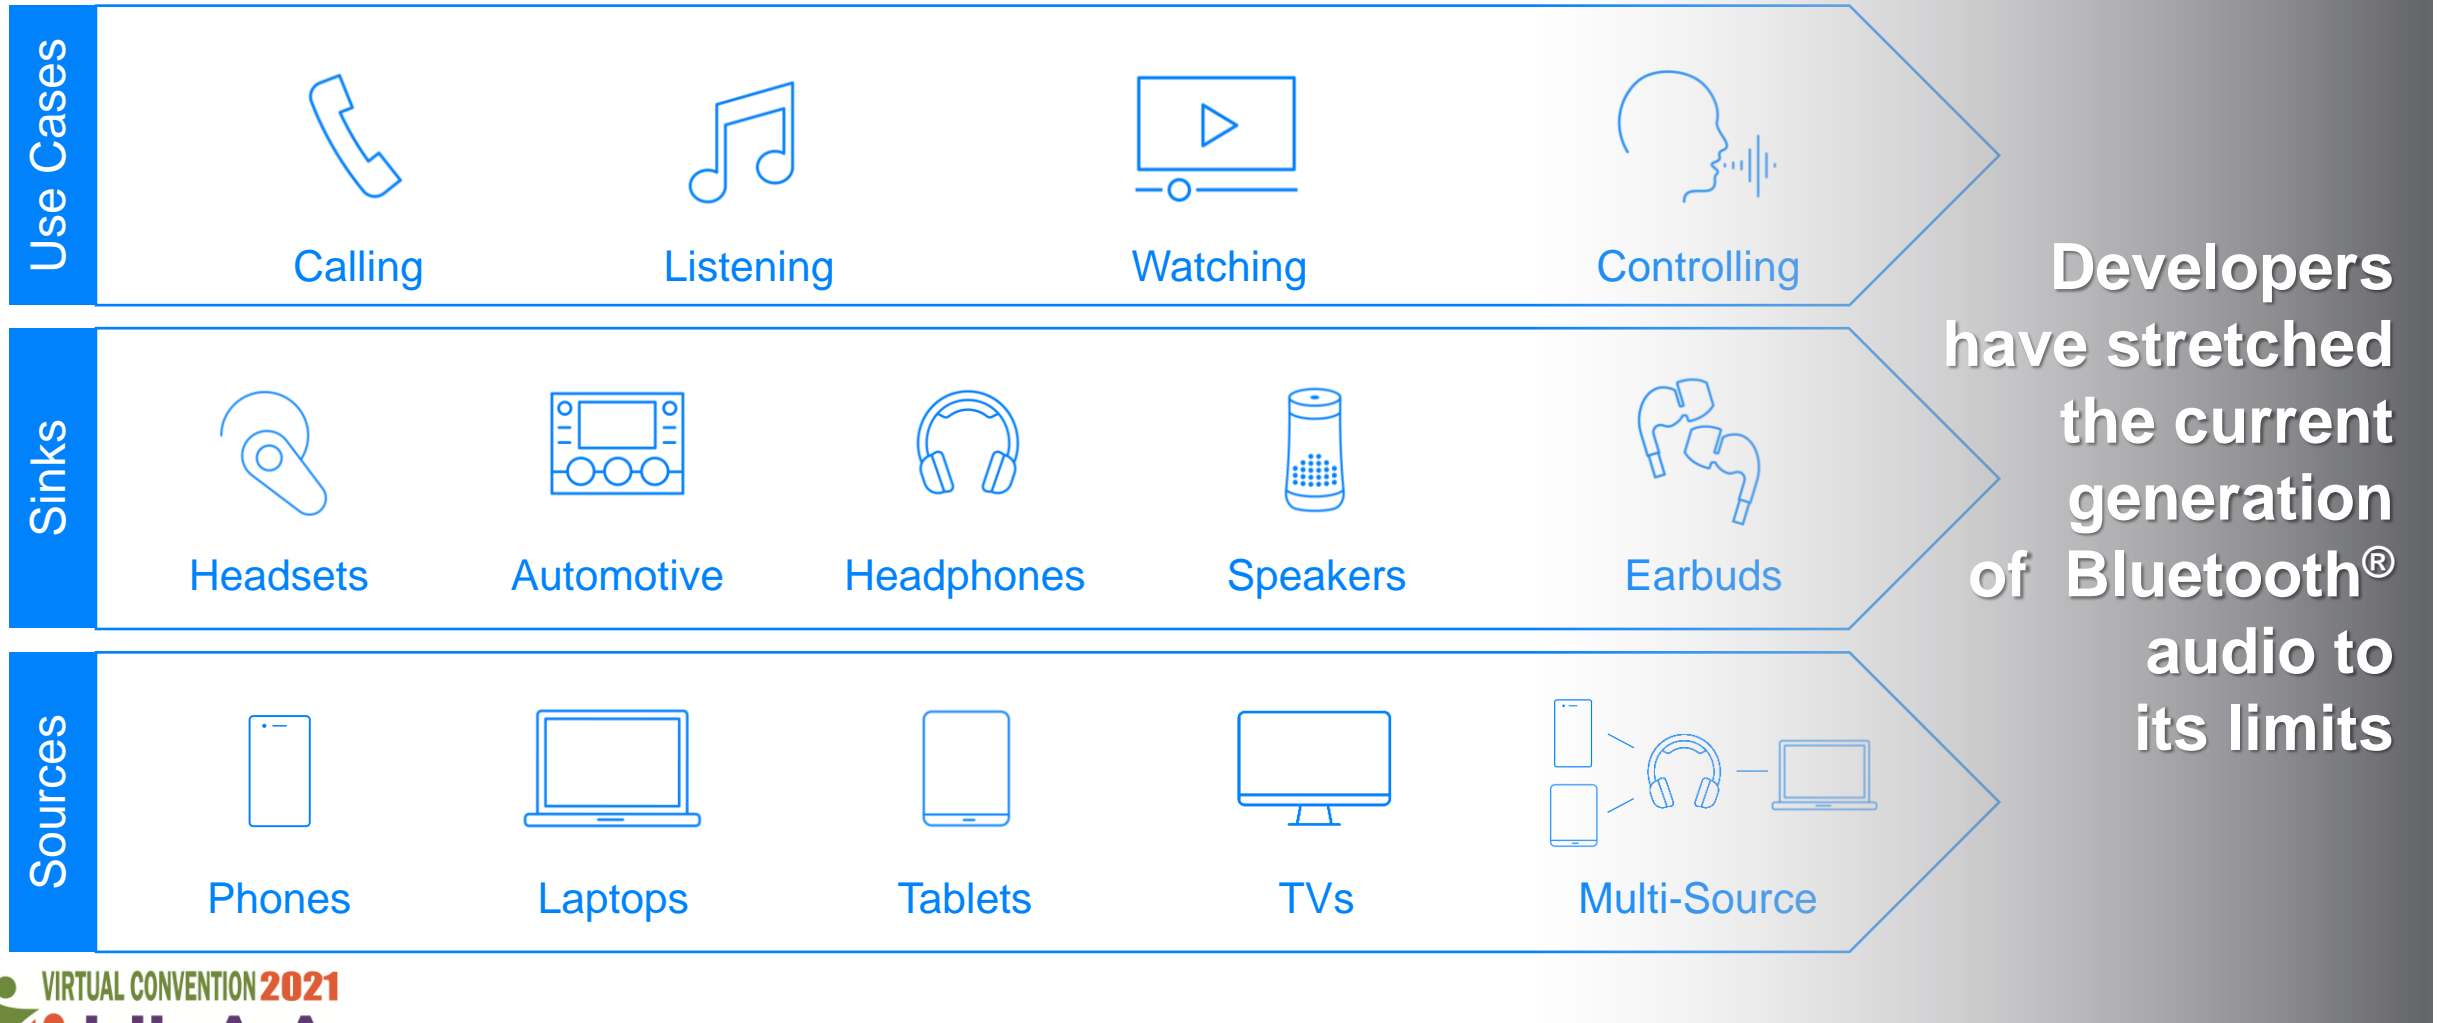 Use Cases
Calling
Listening
Watching
Controlling
Sinks
Headsets
Automotive
Headphones
Speakers
Earbuds
Sources
Phones
Laptops
Tablets
TVs
Multi-Source
Developers
have stretched
the current
generation
of Bluetooth®
audio to
its limits
VIRTUAL CONVENTION 2021